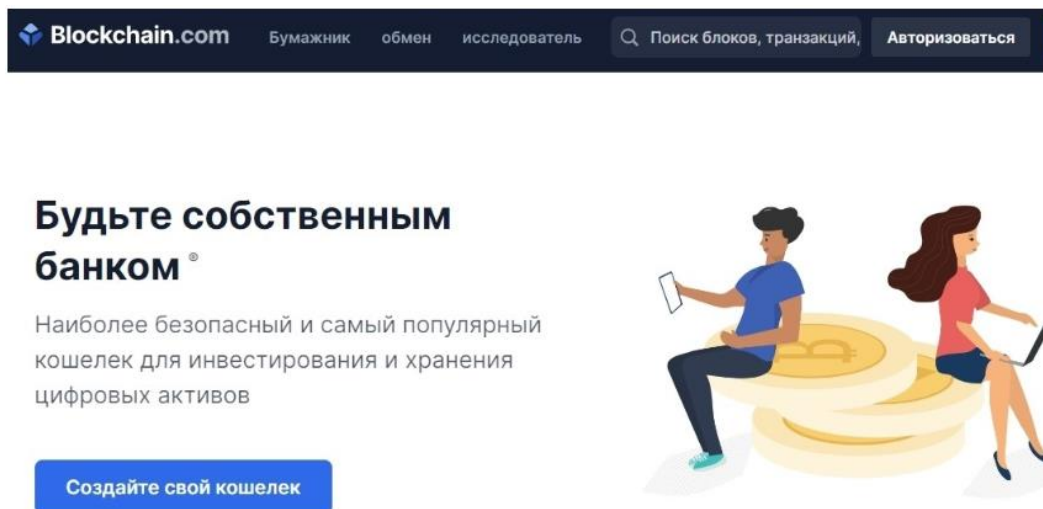 Blockchain.com Бумажник обмен исследователь Поиск блоков, транзакций, Авторизоваться
Будьте собственным
банком ®
Наиболее безопасный и самый популярный
кошелек для инвестирования и хранения
цифровых активов
Создайте свой кошелек